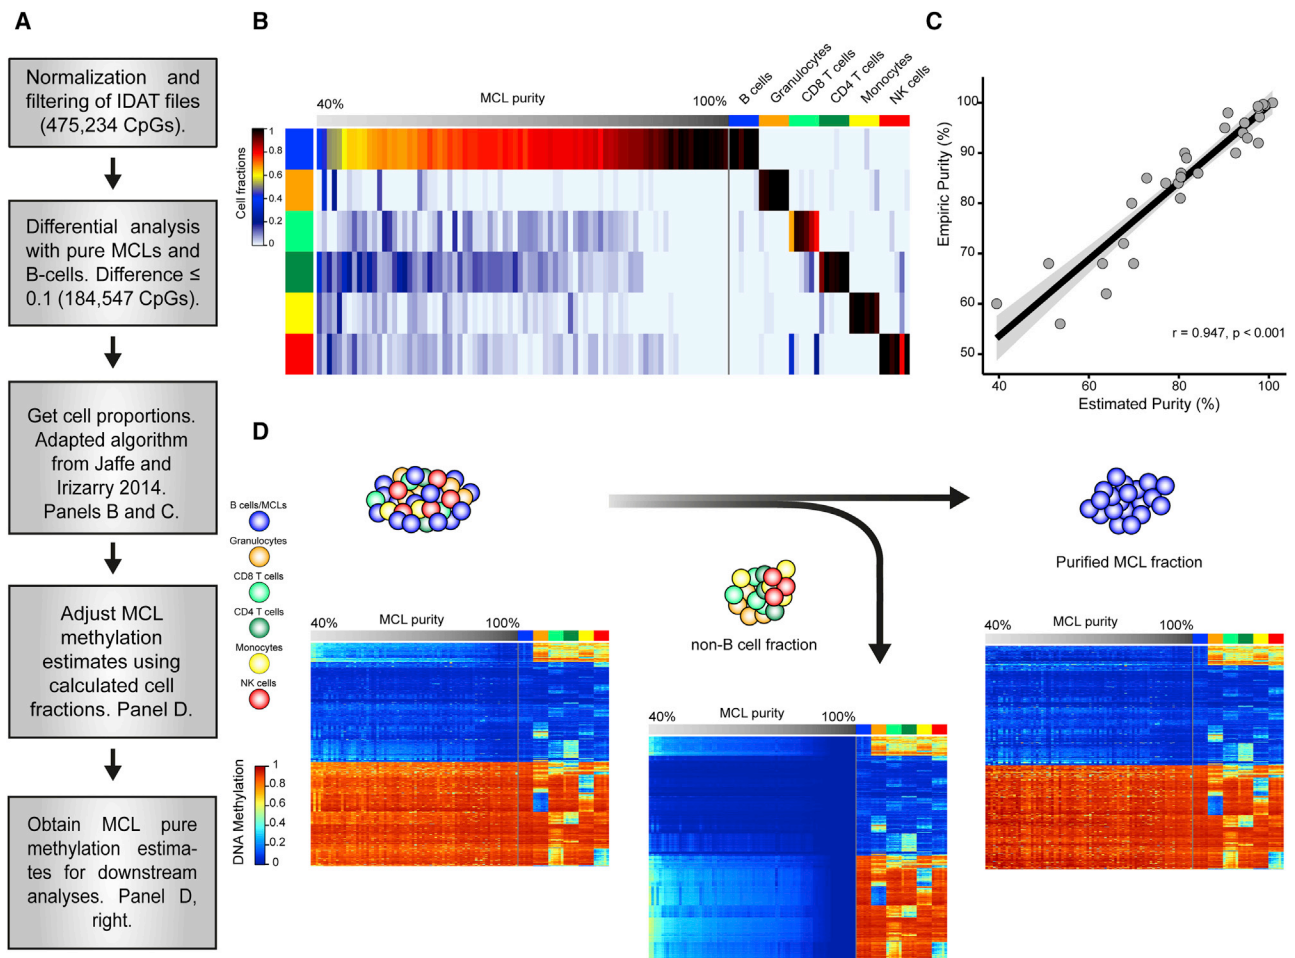 A
Normalization and
filtering of IDAT files
(475,234 CpGs).
Differential analysis
with pure MCLs and
B-cells. Difference ≤
0.1 (184,547 CpGs).
Get cell proportions.
Adapted algorithm
from Jaffe and
Irizarry 2014.
Panels B and C.
Adjust MCL
methylation
estimates using
calculated cell
fractions. Panel D.
Obtain MCL pure
methylation estima-
tes for downstream
analyses. Panel D,
right.
B
40%
MCL purity
100%
B cells
Granulocytes
CD8 T cells
CD4 T cells
Monocytes
NK cells
Cell fractions
1
0.8
0.6
0.4
0.2
0
C
Empiric Purity (%)
100
90
80
70
60
50
r = 0.947, p < 0.001
40
60
80
100
Estimated Purity (%)
D
B cells/MCLs
Granulocytes
CD8 T cells
CD4 T cells
Monocytes
NK cells
DNA Methylation
1
0.8
0.6
0.4
0.2
0
40%
MCL purity
100%
non-B cell fraction
40%
MCL purity
100%
Purified MCL fraction
40%
MCL purity
100%